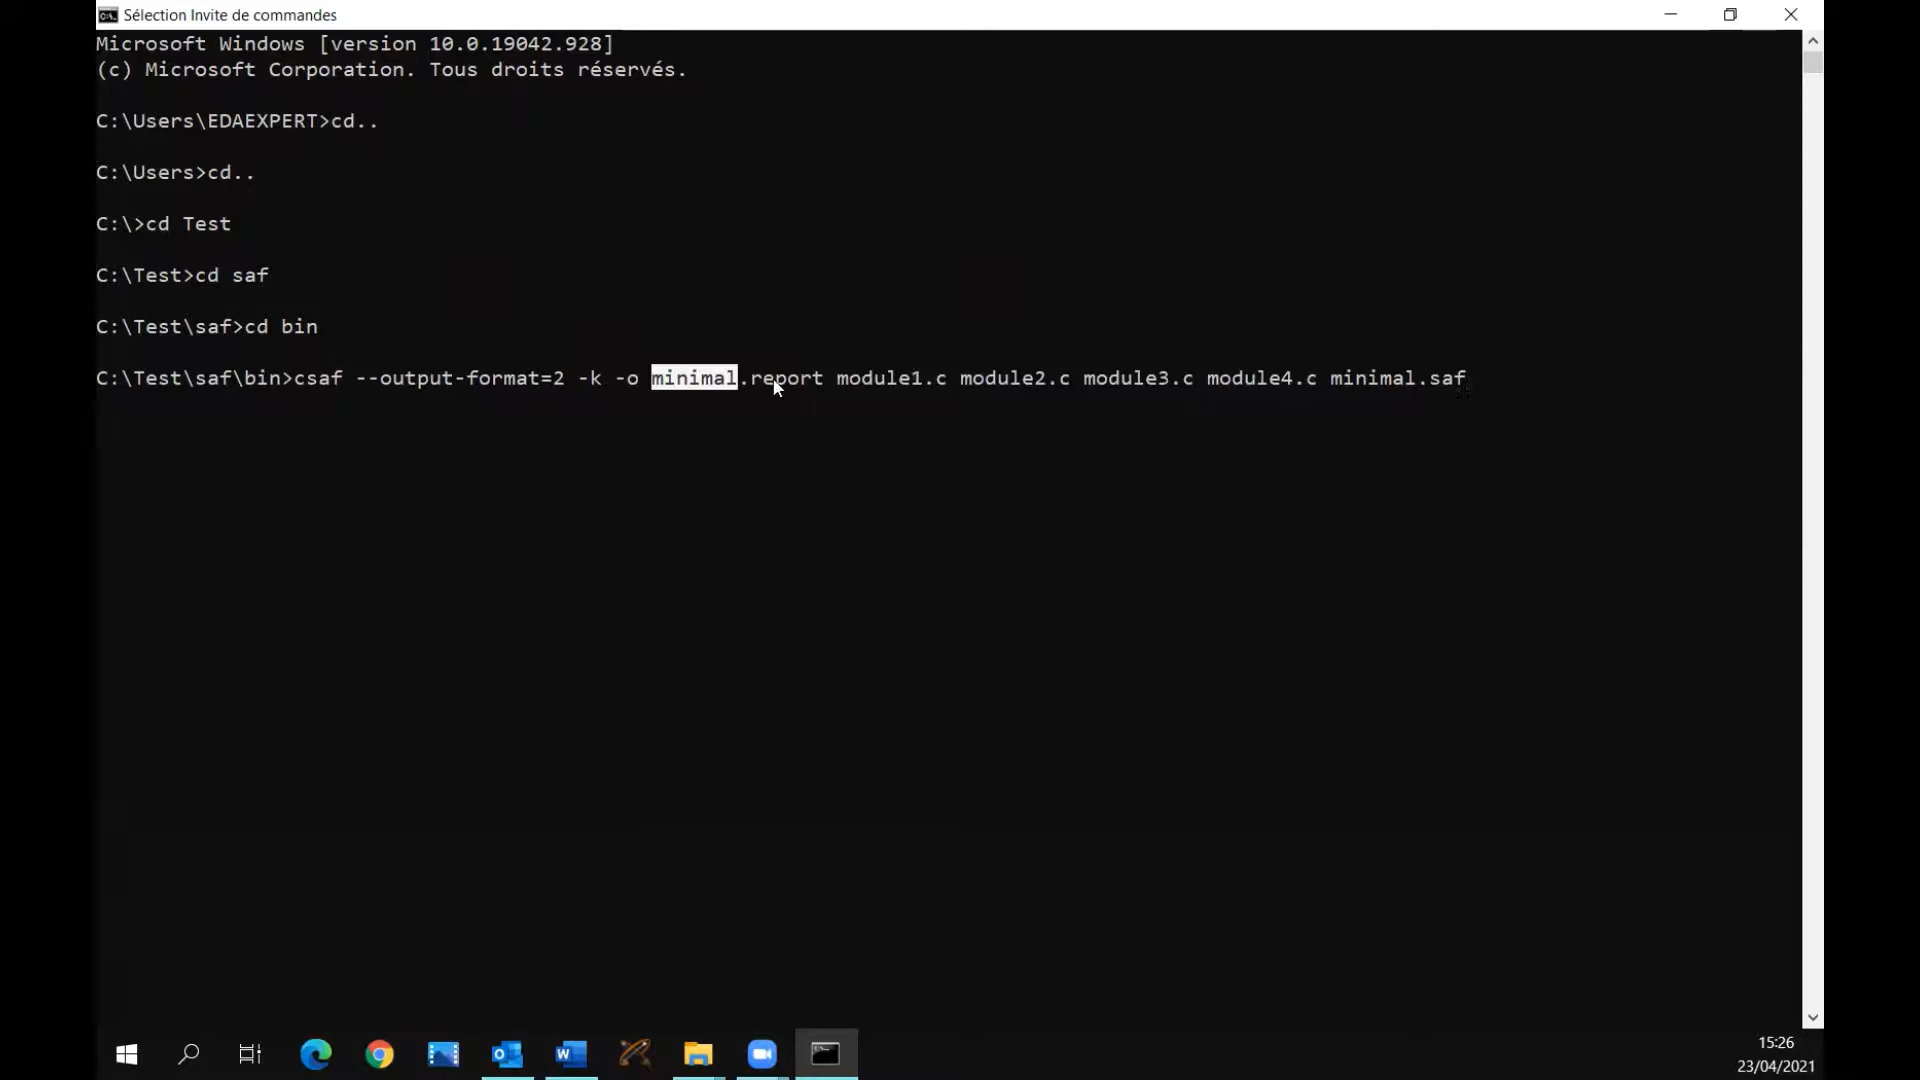 Sélection Invite de commandes
Microsoft Windows [version 10.0.19042.928]
(c) Microsoft Corporation. Tous droits réservés.
C:\Users\EDAEXPERT>cd..
C:\Users>cd..
C:\>cd Test
C:\Test>cd saf
C:\Test\saf>cd bin
C:\Test\saf\bin>csaf --output-format=2 -k -o minimal.report module1.c module2.c module3.c module4.c minimal.saf
15:26
23/04/2021